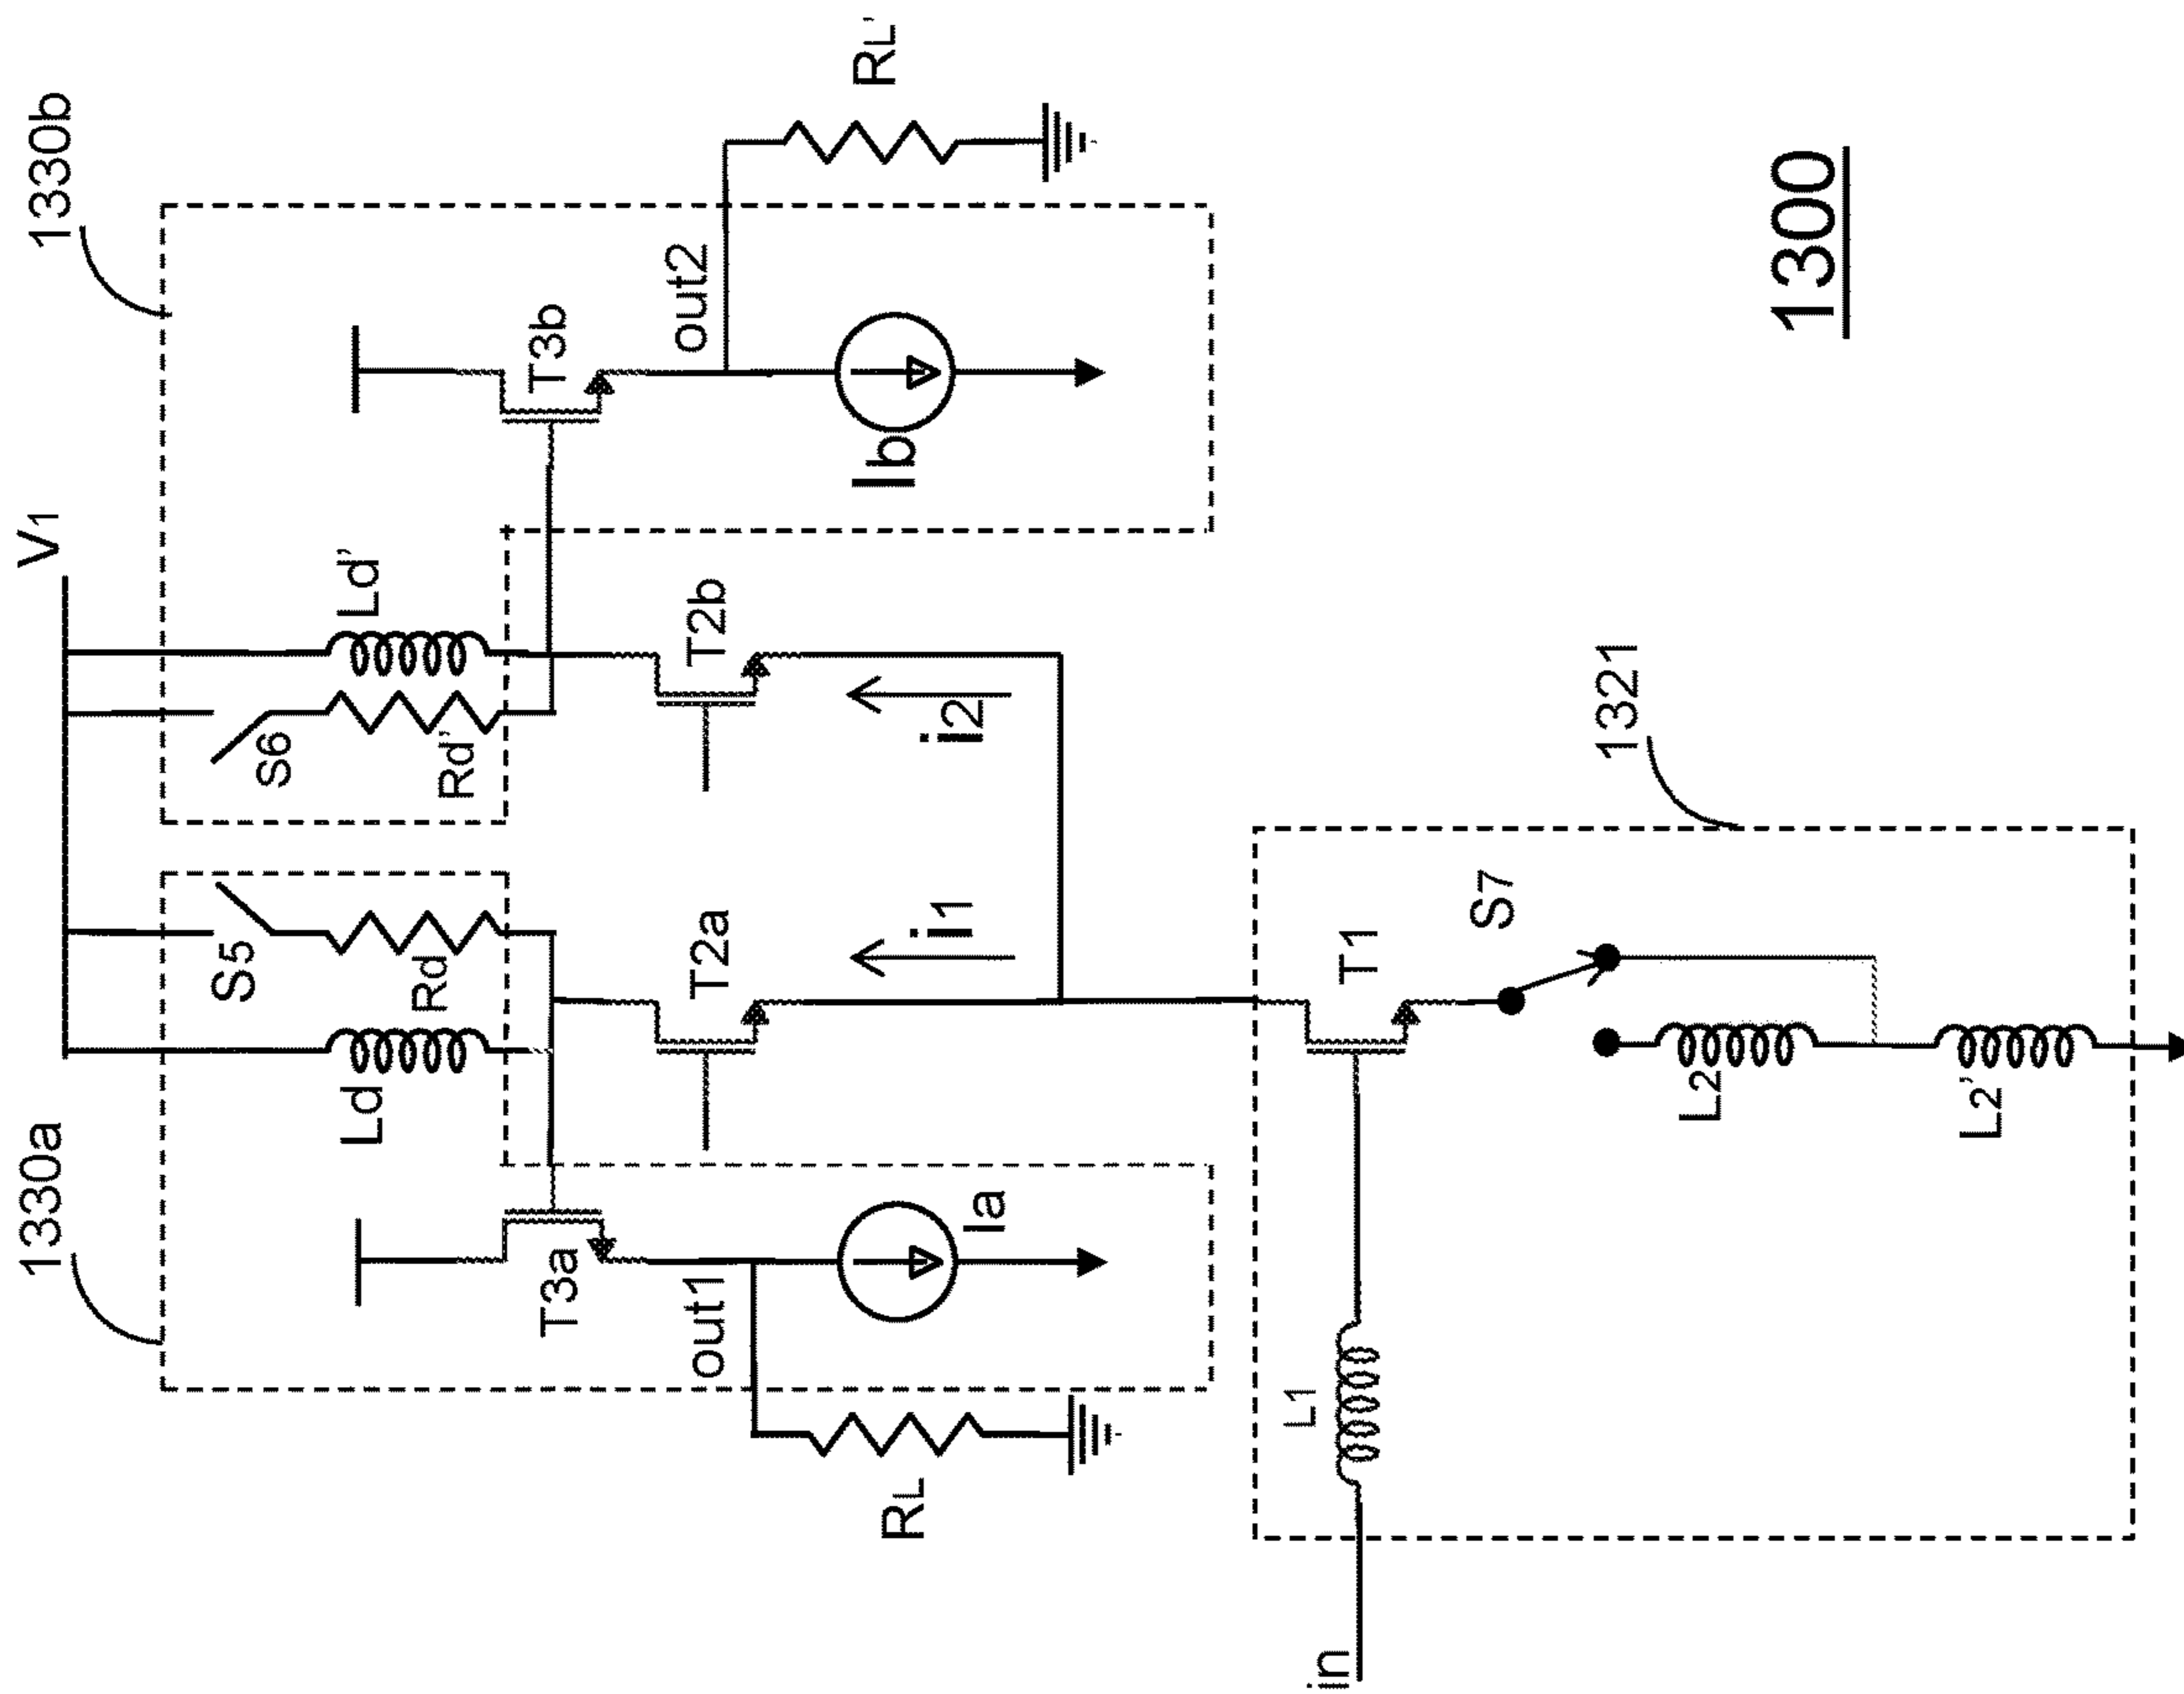 1330b
V1
RL'
Ld'
S6
Rd'
T3b
out2
Ib
T2b
i2
1330a
S5
Rd
Ld
T3a
out1
Ia
T2a
i1
RL
1321
T1
S7
L1
L2
L2'
in
1300